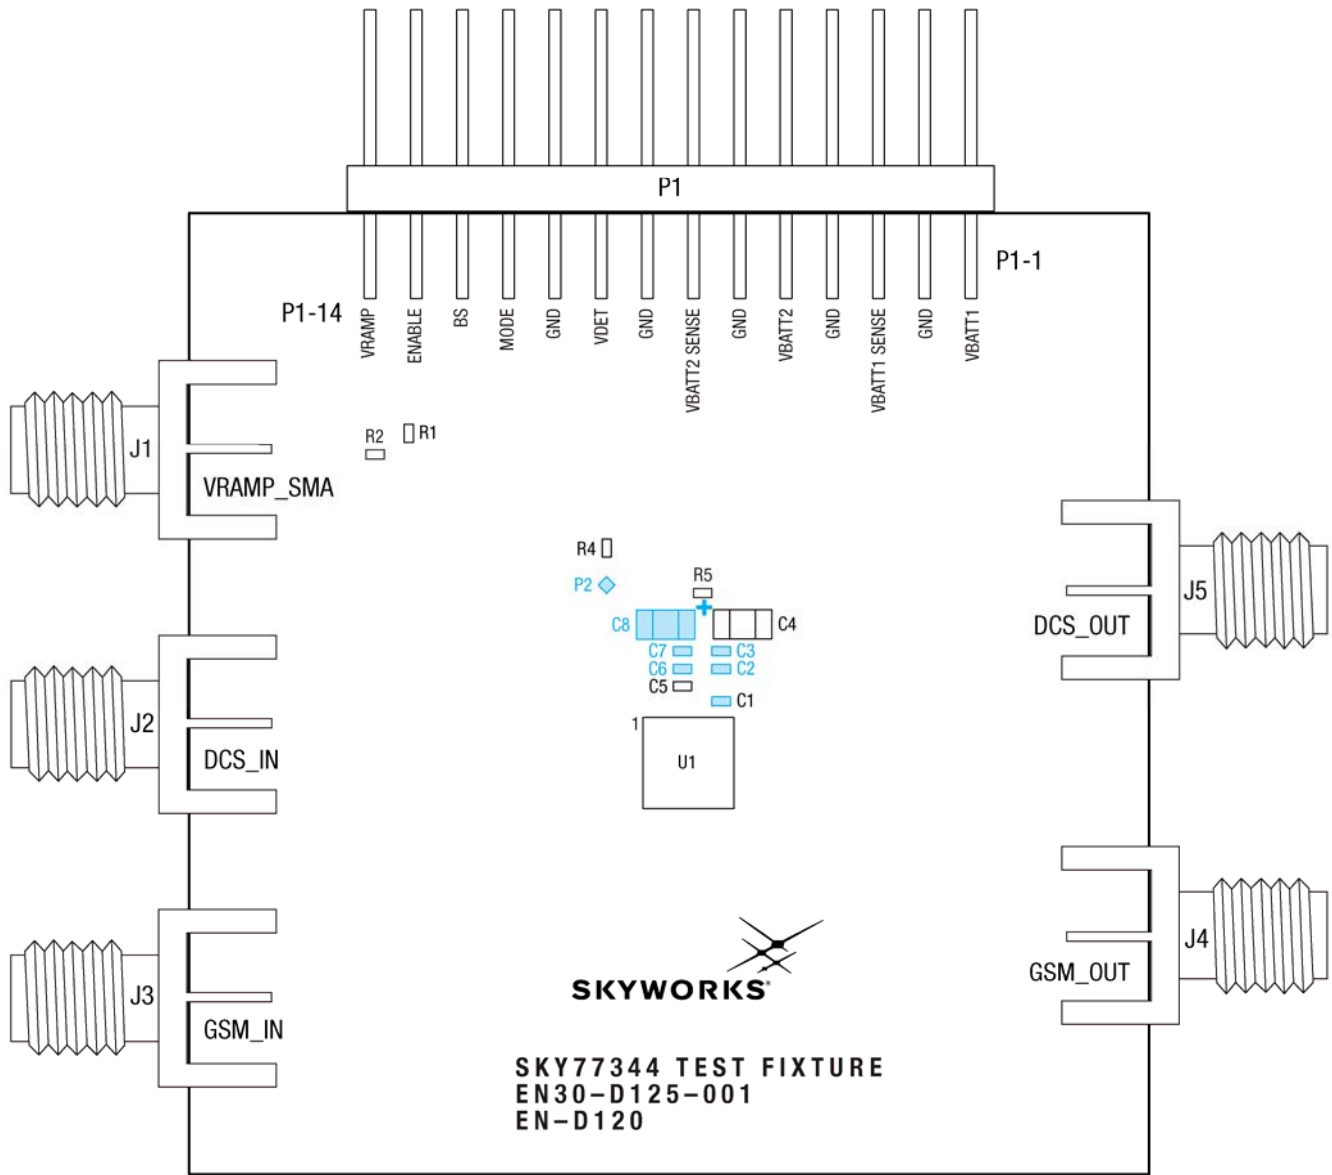 P1
P1-1
P1-14
VRAMP
ENABLE
BS
MODE
GND
VDET
GND
VBATT2 SENSE
GND
VBATT2
GND
VBATT1 SENSE
GND
VBATT1
J1
R2
R1
VRAMP_SMA
R4
P2
R5
C8
C4
C7
C3
C6
C2
C5
C1
J5
DCS_OUT
1
U1
J2
DCS_IN
J4
GSM_OUT
J3
GSM_IN
SKYWORKS®
SKY77344 TEST FIXTURE
EN30-D125-001
EN-D120